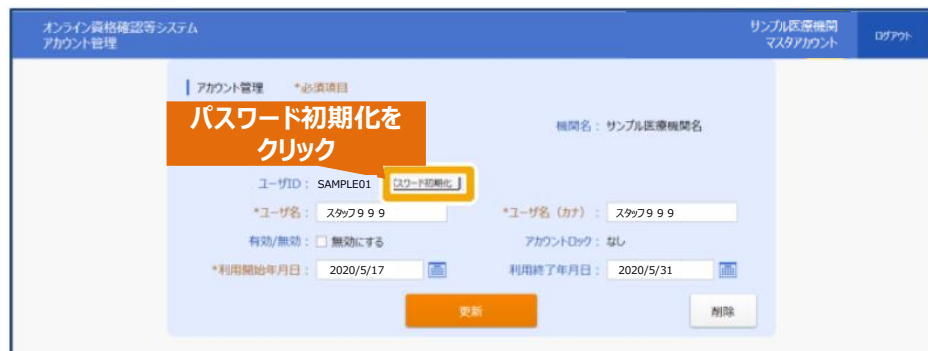 オンライン資格確認等システム
アカウント管理
サンプル医療機関
マスタアカウント
ログアウト
アカウント管理 *必須項目
パスワード初期化を
クリック
機関名： サンプル医療機関名
ユーザID： SAMPLE01 パスワード初期化
*ユーザ名： スタッフ９９９ *ユーザ名（カナ）： スタッフ９９９
有効/無効： 無効にする アカウントロック： なし
*利用開始年月日： 2020/5/17 利用終了年月日： 2020/5/31
更新 削除